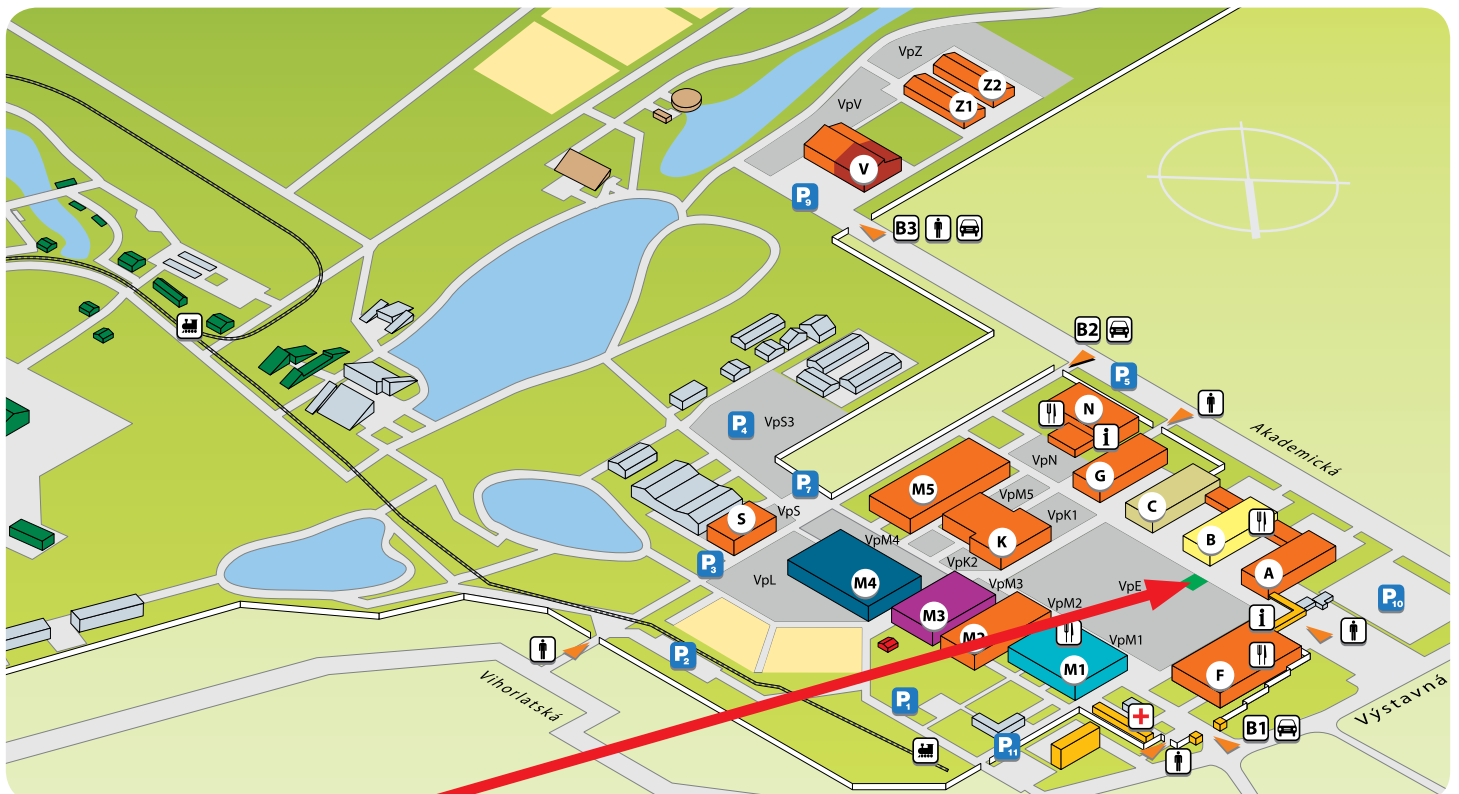 VpZ
Z2
Z1
VpV
V
P9
B3
B2
P5
N
i
Akademická
P4
VpS3
VpN
G
M5
P7
VpM5
C
VpK1
S
VpS
B
VpM4
K
P3
VpK2
A
VpL
M4
VpM3
VpE
P10
M3
VpM2
i
M2
VpM1
P2
M1
F
Vihorlatská
P1
Výstavná
B1
P11